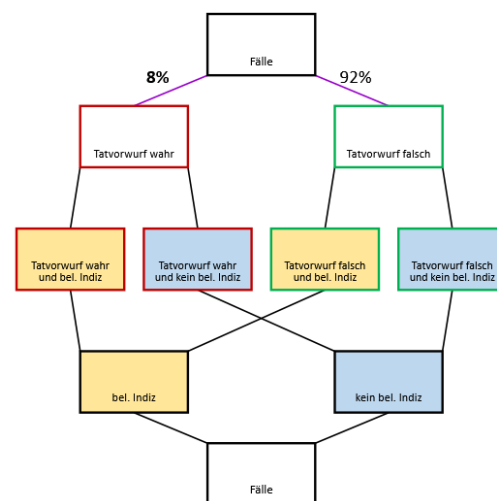 Fälle
8%
92%
Tatvorwurf wahr
Tatvorwurf falsch
Tatvorwurf wahr
und bel. Indiz
Tatvorwurf wahr
und kein bel. Indiz
Tatvorwurf falsch
und bel. Indiz
Tatvorwurf falsch
und kein bel. Indiz
bel. Indiz
kein bel. Indiz
Fälle